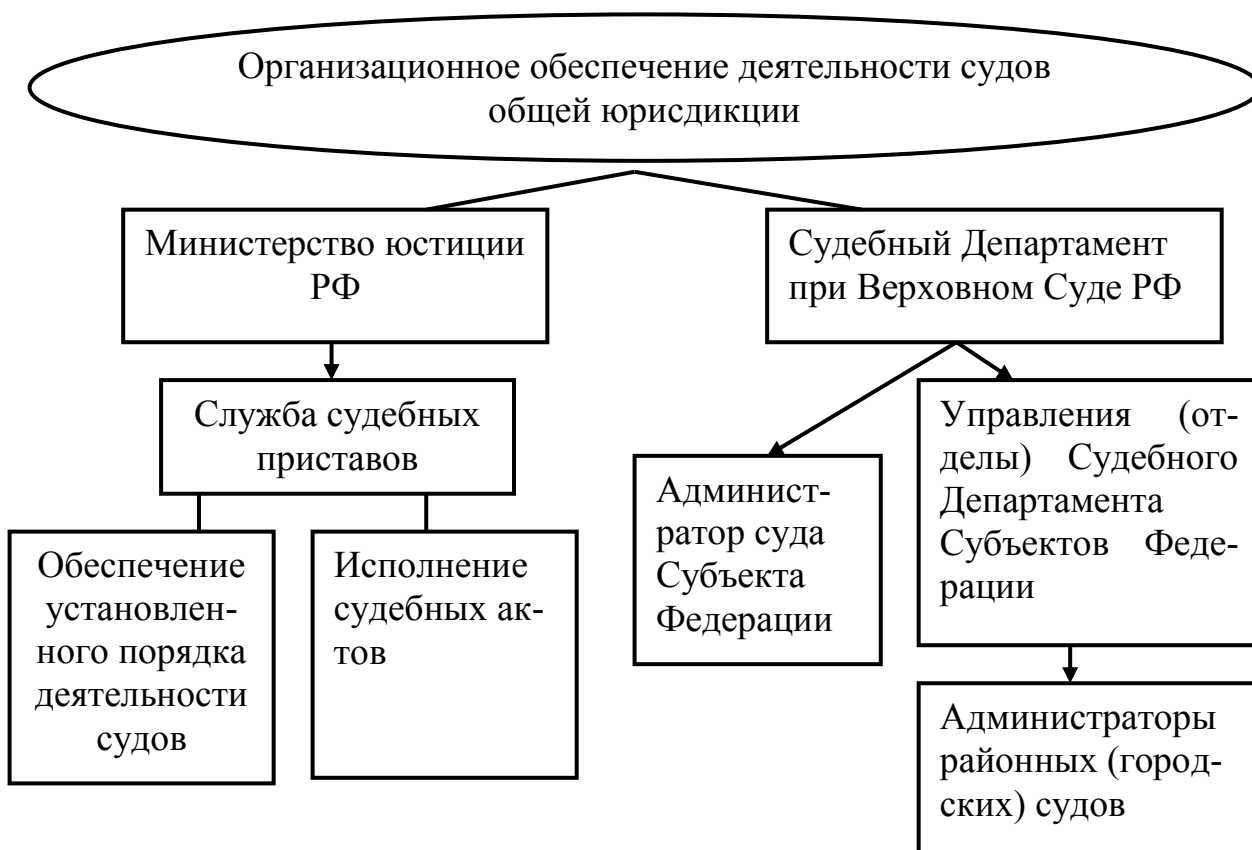 Организационное обеспечение деятельности судов
общей юрисдикции
Министерство юстиции
РФ
Судебный Департамент
при Верховном Суде РФ
Служба судебных
приставов
Обеспечение
установлен-
ного порядка
деятельности
судов
Исполнение
судебных ак-
тов
Админист-
ратор суда
Субъекта
Федерации
Управления (от-
делы) Судебного
Департамента
Субъектов Феде-
рации
Администраторы
районных (город-
ских) судов